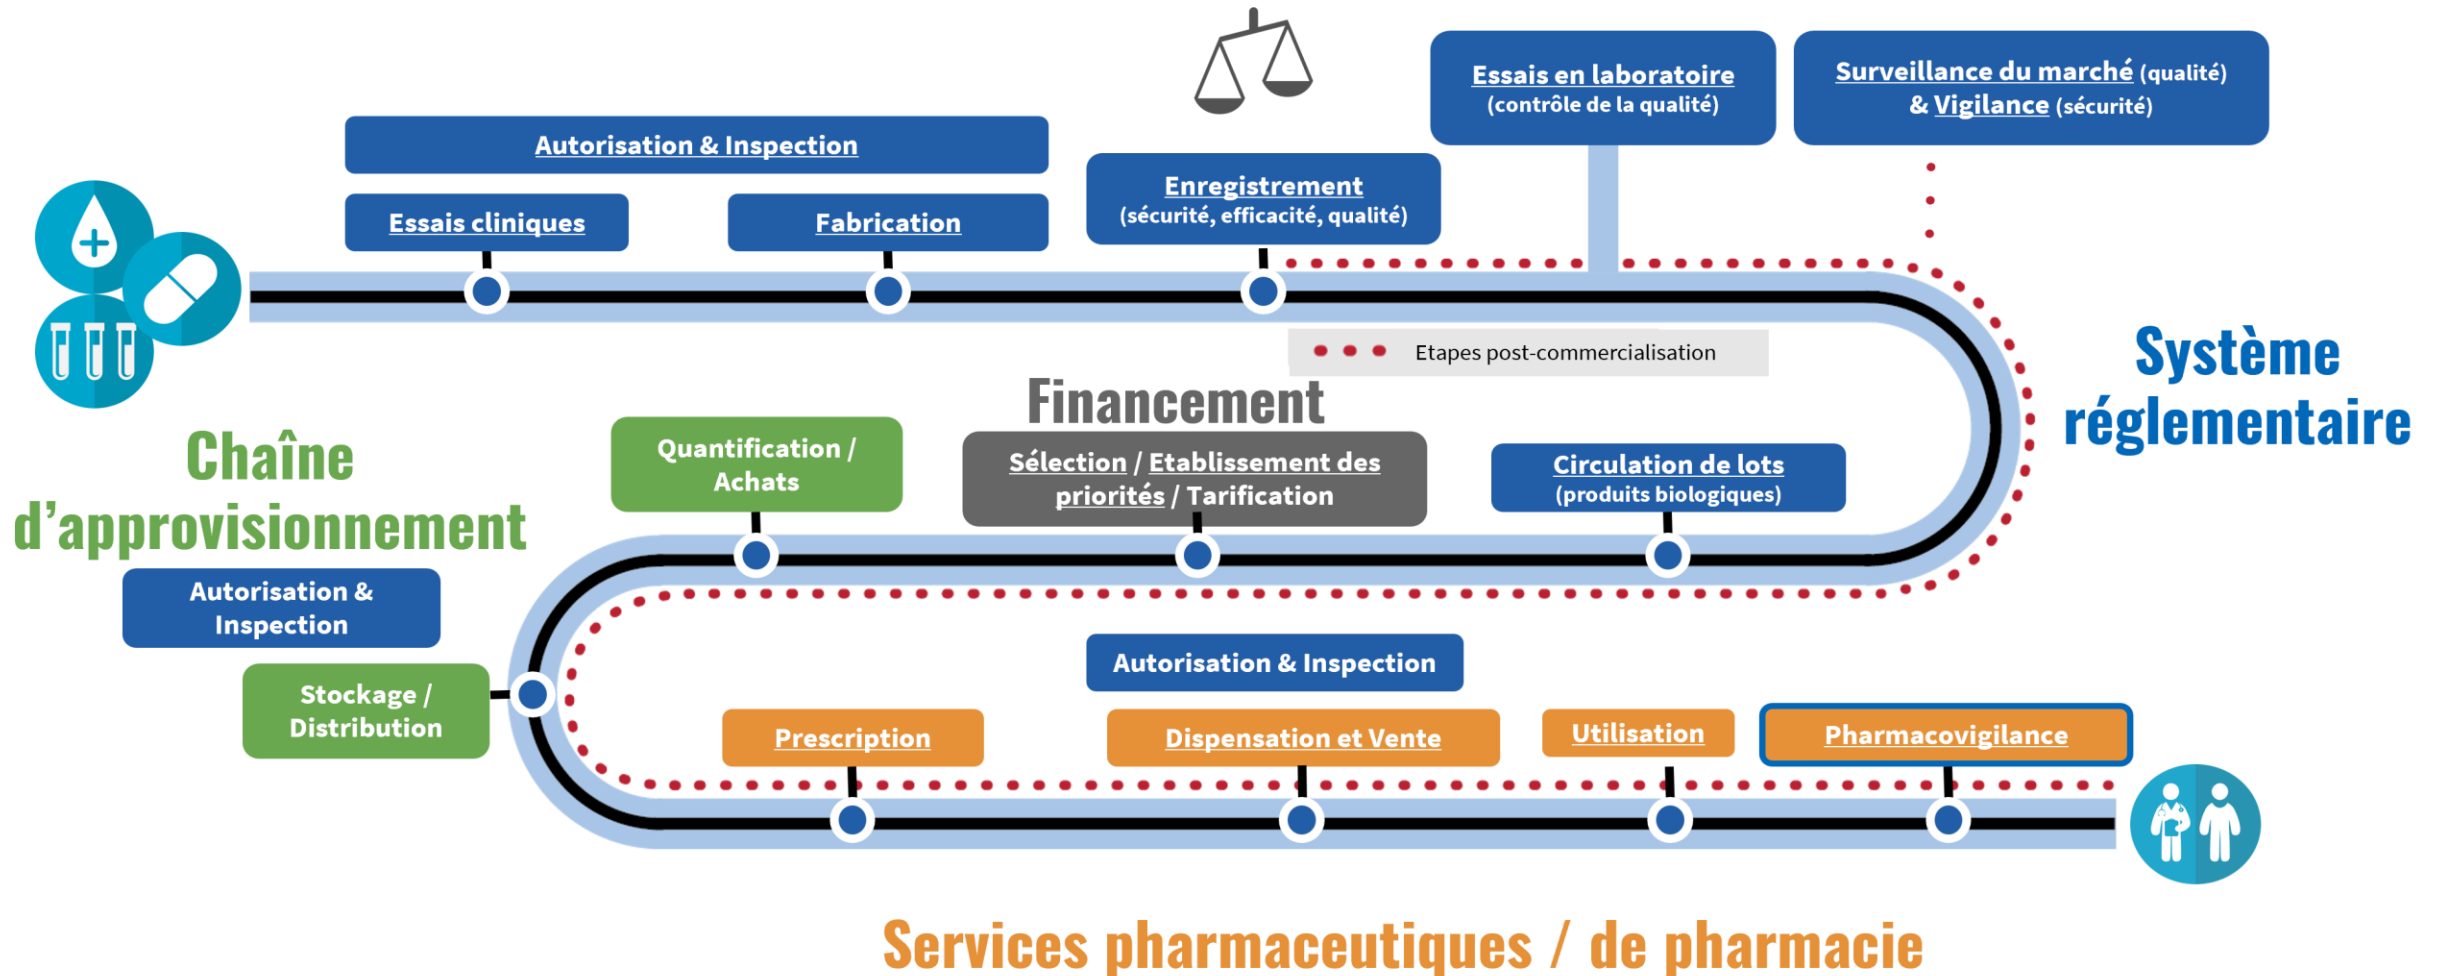 Essais en laboratoire
(contrôle de la qualité)
Surveillance du marché (qualité)
& Vigilance (sécurité)
Autorisation & Inspection
Essais cliniques
Fabrication
Enregistrement
(sécurité, efficacité, qualité)
Etapes post-commercialisation
Système
réglementaire
Financement
Chaîne
d’approvisionnement
Quantification /
Achats
Sélection / Etablissement des
priorités / Tarification
Circulation de lots
(produits biologiques)
Autorisation &
Inspection
Stockage /
Distribution
Autorisation & Inspection
Prescription
Dispensation et Vente
Utilisation
Pharmacovigilance
Services pharmaceutiques / de pharmacie